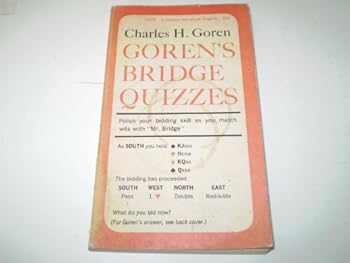 Charles H. Goren
GOREN'S
BRIDGE
QUIZZES
Polish your bidding skill as you match
wits with "Mr. Bridge"
As SOUTH you hold: ♠ KJxxx
♥ None
♦ KQxx
♣ Qxxx
The bidding has proceeded:
SOUTH WEST NORTH EAST
Pass 1 ♥ Double Redouble
What do you bid now?
(For Goren's answer, see back cover.)